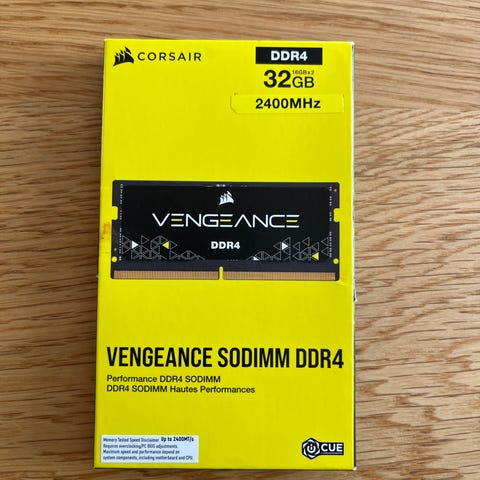 CORSAIR
DDR4
16GBx2
32GB
2400MHz
VENGEANCE
DDR4
VENGEANCE SODIMM DDR4
Performance DDR4 SODIMM
DDR4 SODIMM Hautes Performances
Memory Tested Speed Disclaimer Up to 2400MT/s
Requires overclocking/PC BIOS adjustments.
Maximum speed and performance depend on
system components, including motherboard and CPU.
iCUE